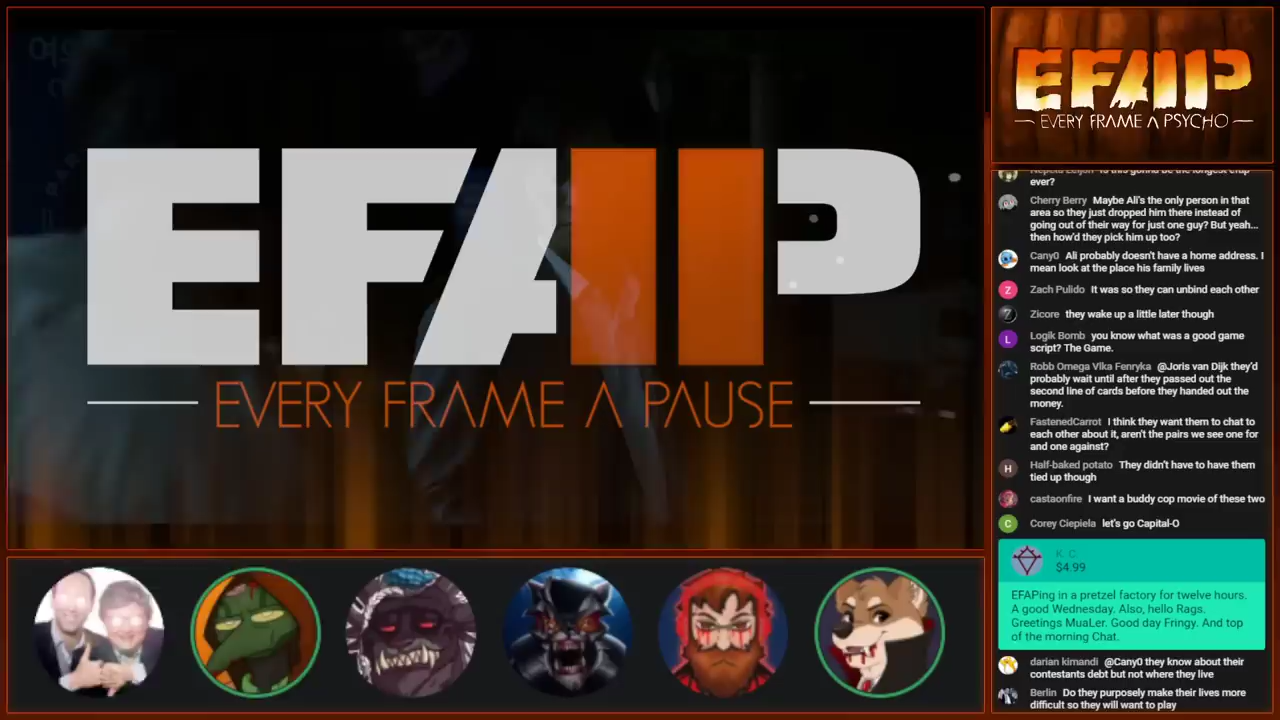 EFAP
EVERY FRAME A PAUSE
EFAP
EVERY FRAME A PSYCHO
ever?
Cherry Berry Maybe Ali's the only person in that
area so they just dropped him there instead of
going out of their way for just one guy? But yeah...
then how'd they pick him up too?
Cany0 Ali probably doesn't have a home address. I
mean look at the place his family lives
Z
Zach Pulido It was so they can unbind each other
Zicore they wake up a little later though
L
Logik Bomb you know what was a good game
script? The Game.
Robb Omega Vlka Fenryka @Joris van Dijk they'd
probably wait until after they passed out the
second line of cards before they handed out the
money.
FastenedCarrot I think they want them to chat to
each other about it, aren't the pairs we see one for
and one against?
H
Half-baked potato They didn't have to have them
tied up though
castaonfire I want a buddy cop movie of these two
C
Corey Ciepiela let's go Capital-O
K. C.
$4.99
EFAPing in a pretzel factory for twelve hours.
A good Wednesday. Also, hello Rags.
Greetings MuaLer. Good day Fringy. And top
of the morning Chat.
darian kimandi @Cany0 they know about their
contestants debt but not where they live
Berlin Do they purposely make their lives more
difficult so they will want to play